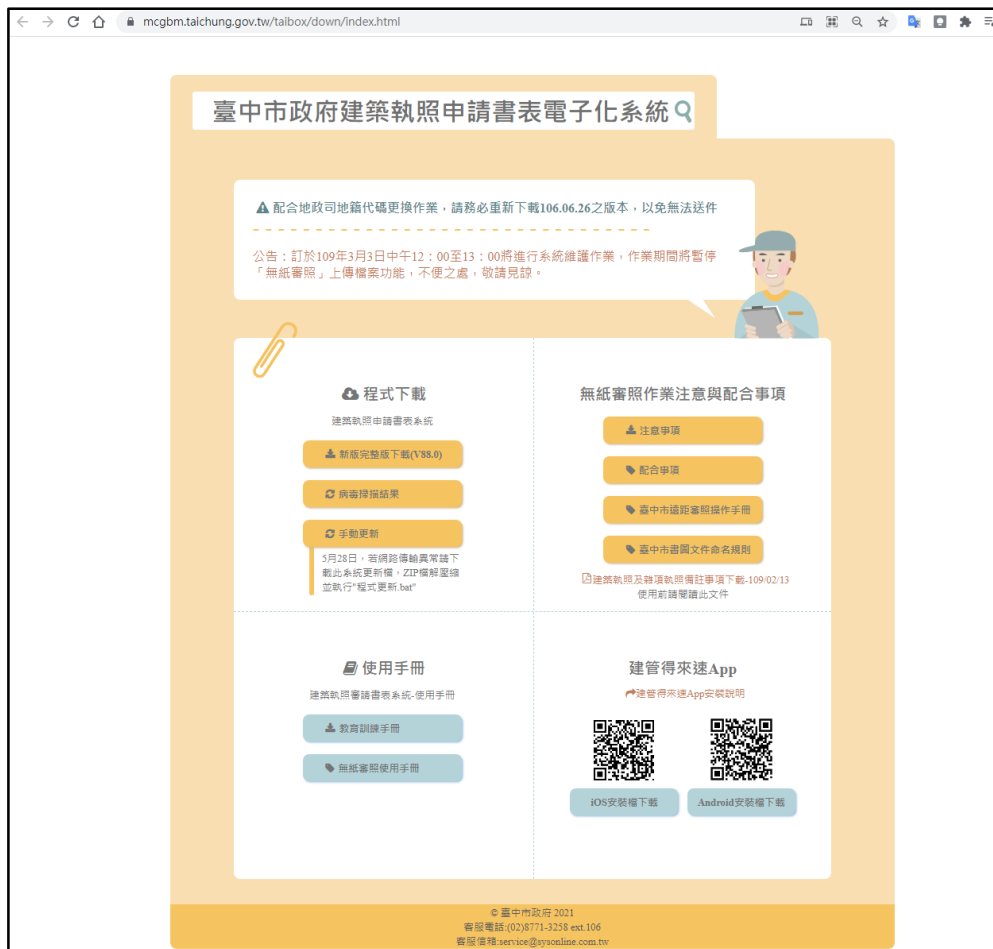 mcgbm.taichung.gov.tw/taibox/down/index.html
臺中市政府建築執照申請書表電子化系統
配合地政司地籍代碼更換作業，請務必重新下載106.06.26之版本，以免無法送件
公告：訂於109年3月3日中午12：00至13：00將進行系統維護作業，作業期間將暫停
「無紙審照」上傳檔案功能，不便之處，敬請見諒。
程式下載
建築執照申請書表系統
新版完整版下載(V88.0)
病毒掃描結果
手動更新
5月28日，若網路傳輸異常請下
載此系統更新檔，ZIP檔解壓縮
並執行"程式更新.bat"
無紙審照作業注意與配合事項
注意事項
配合事項
臺中市遠距審照操作手冊
臺中市書圖文件命名規則
建築執照及雜項執照備註事項下載-109/02/13
使用前請閱讀此文件
使用手冊
建築執照審請書表系統-使用手冊
教育訓練手冊
無紙審照使用手冊
建管得來速App
建管得來速App安裝說明
iOS安裝檔下載
Android安裝檔下載
© 臺中市政府 2021
客服電話:(02)8771-3258 ext.106
客服信箱:service@sysonline.com.tw